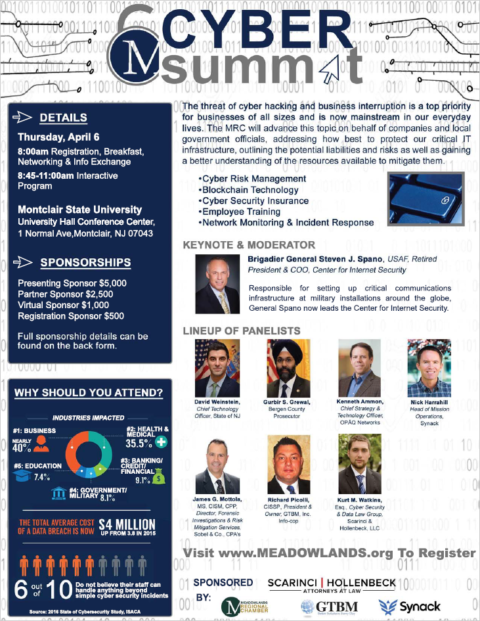 CYBER
summit
DETAILS
Thursday, April 6
8:00am Registration, Breakfast,
Networking & Info Exchange
8:45-11:00am Interactive
Program
Montclair State University
University Hall Conference Center,
1 Normal Ave,Montclair, NJ 07043
SPONSORSHIPS
Presenting Sponsor $5,000
Partner Sponsor $2,500
Virtual Sponsor $1,000
Registration Sponsor $500
Full sponsorship details can be
found on the back form.
The threat of cyber hacking and business interruption is a top priority
for businesses of all sizes and is now mainstream in our everyday
lives. The MRC will advance this topic on behalf of companies and local
government officials, addressing how best to protect our critical IT
infrastructure, outlining the potential liabilities and risks as well as gaining
a better understanding of the resources available to mitigate them.
•Cyber Risk Management
•Blockchain Technology
•Cyber Security Insurance
•Employee Training
•Network Monitoring & Incident Response
KEYNOTE & MODERATOR
Brigadier General Steven J. Spano, USAF, Retired
President & COO, Center for Internet Security
Responsible for setting up critical communications
infrastructure at military installations around the globe,
General Spano now leads the Center for Internet Security.
LINEUP OF PANELISTS
David Weinstein,
Chief Technology
Officer, State of NJ
Gurbir S. Grewal,
Bergen County
Prosecutor
Kenneth Ammon,
Chief Strategy &
Technology Officer,
OPAQ Networks
Nick Harrahill
Head of Mission
Operations,
Synack
James G. Mottola,
MS, CISM, CPP,
Director, Forensic
Investigations & Risk
Mitigation Services,
Sobel & Co., CPA's
Richard Picolli,
CISSP, President &
Owner, GTBM, Inc.
Info-cop
Kurt M. Watkins,
Esq., Cyber Security
& Data Law Group,
Scarinci &
Hollenbeck, LLC
WHY SHOULD YOU ATTEND?
INDUSTRIES IMPACTED
#1: BUSINESS
NEARLY
40%
#2: HEALTH &
MEDICAL
35.5%
#3: BANKING/
CREDIT/
FINANCIAL
9.1%
#5: EDUCATION
7.4%
#4: GOVERNMENT/
MILITARY 8.1%
THE TOTAL AVERAGE COST
OF A DATA BREACH IS NOW
$4 MILLION
UP FROM 3.8 IN 2015
6 out of 10
Do not believe their staff can
handle anything beyond
simple cyber security incidents
Source: 2016 State of Cybersecurity Study, ISACA
Visit www.MEADOWLANDS.org To Register
SPONSORED
BY:
SCARINCI | HOLLENBECK
ATTORNEYS AT LAW
MEADOWLANDS
REGIONAL
CHAMBER
GTBM
Synack